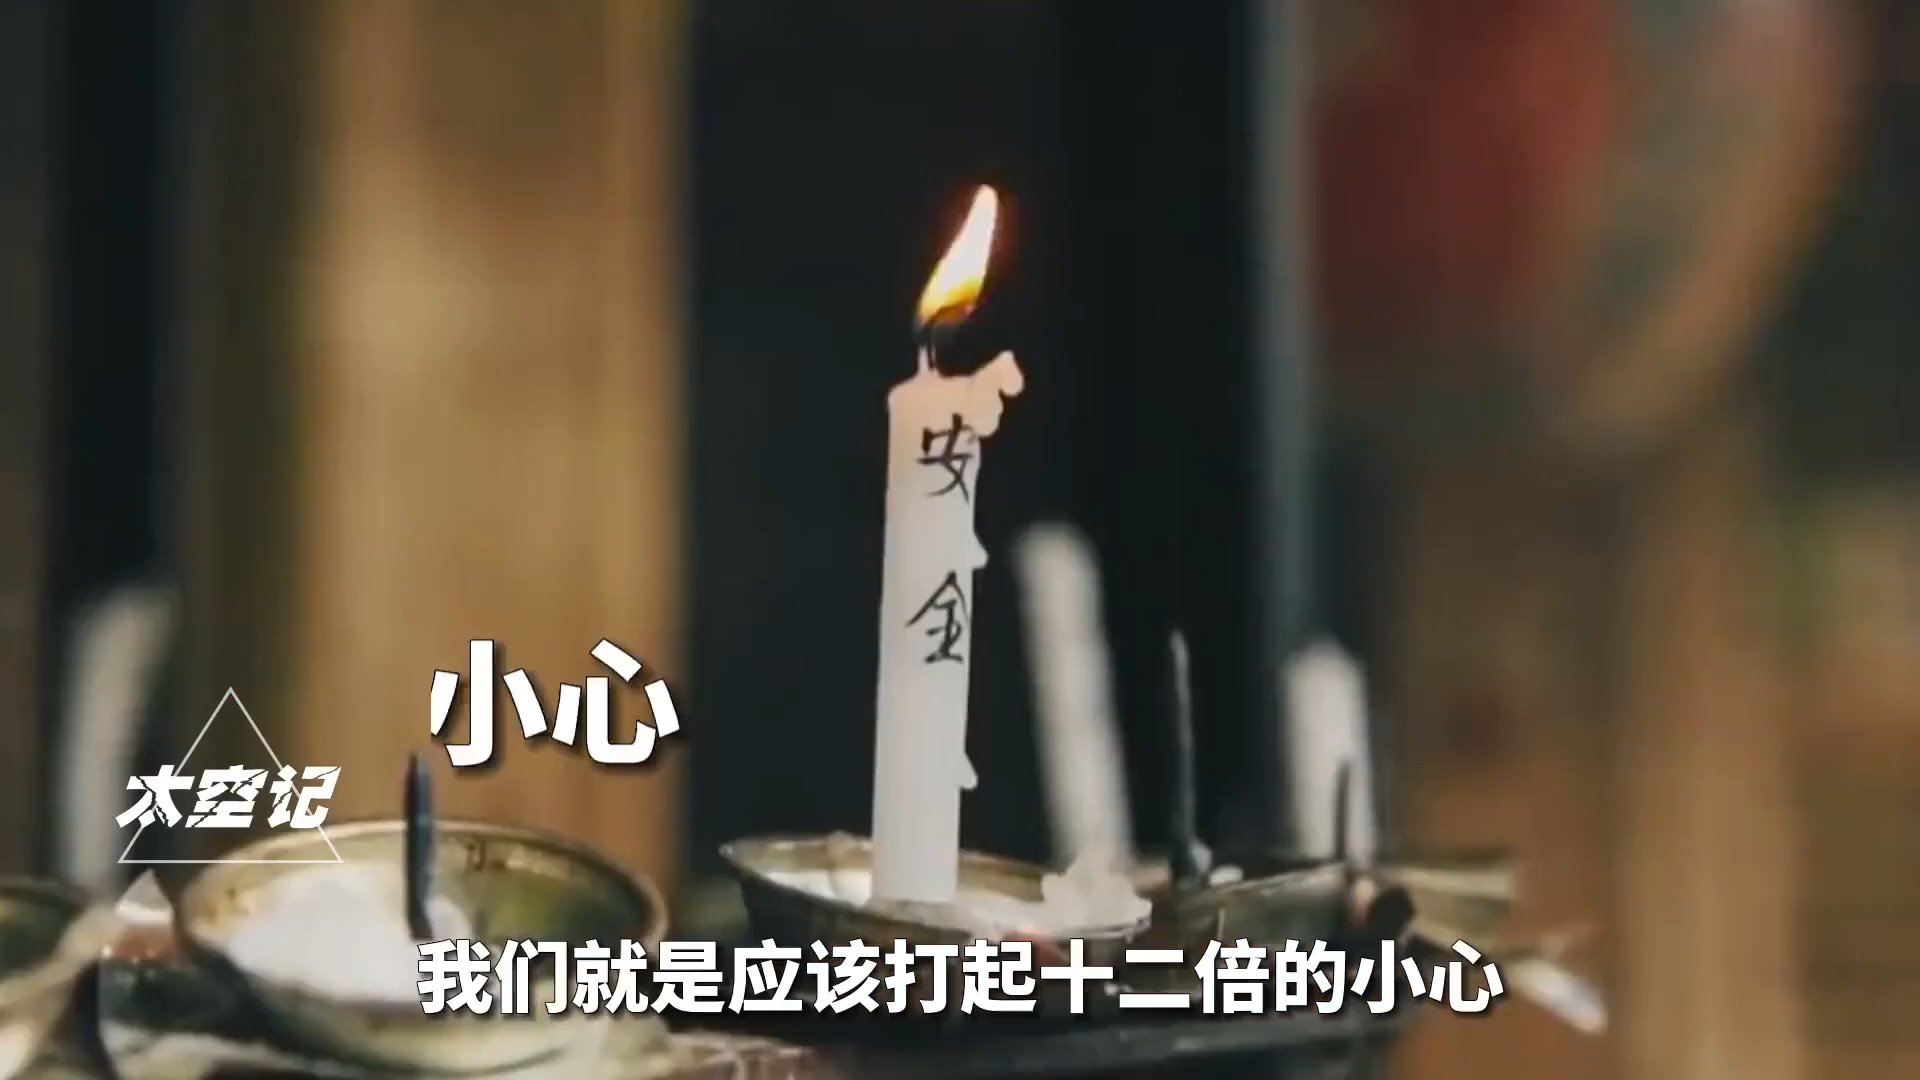 安
全
小心
太空记
我们就是应该打起十二倍的小心